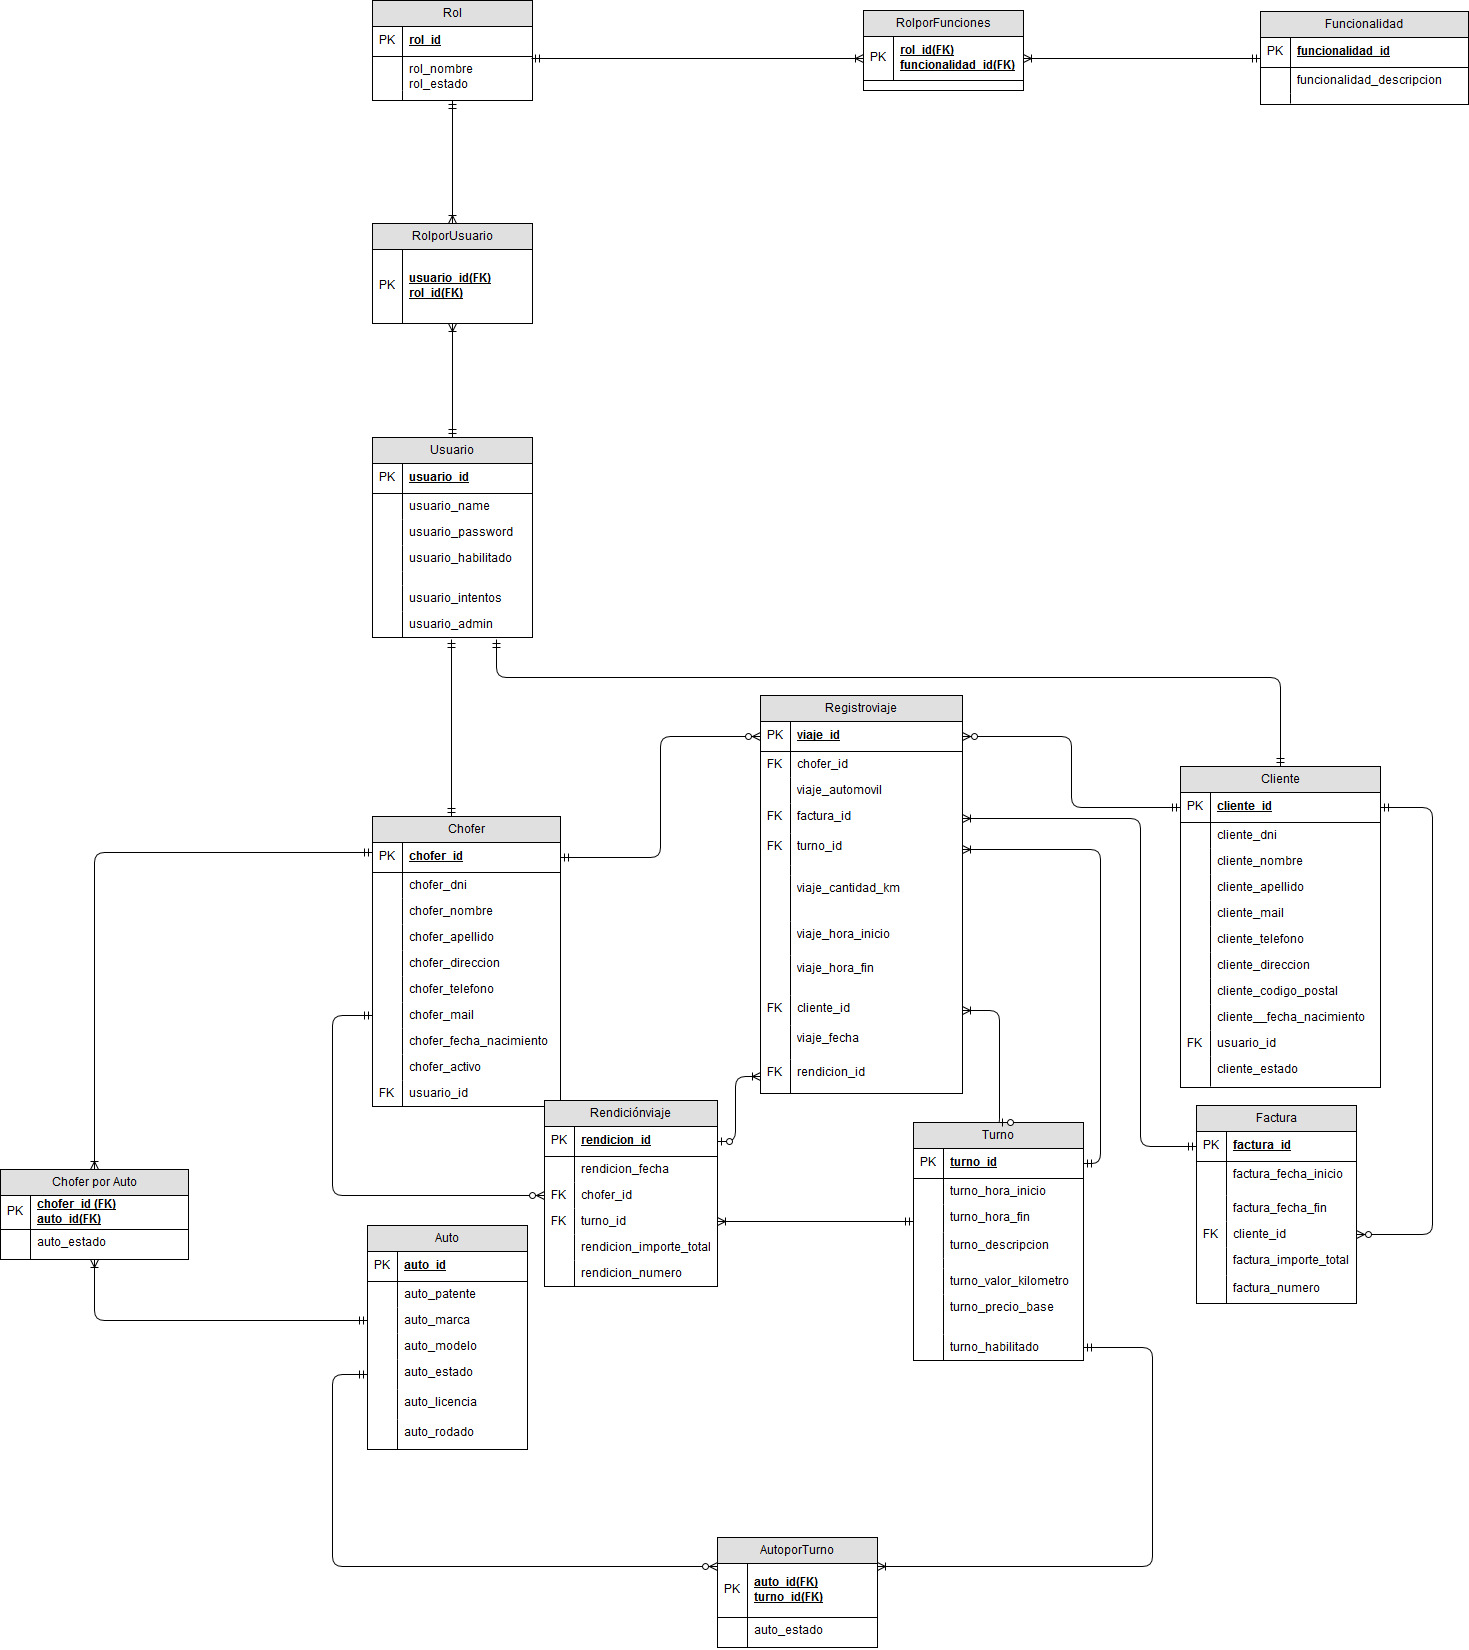 Rol
PK rol_id
rol_nombre
rol_estado
RolporFunciones
PK rol_id(FK)
funcionalidad_id(FK)
Funcionalidad
PK funcionalidad_id
funcionalidad_descripcion
RolporUsuario
PK usuario_id(FK)
rol_id(FK)
Usuario
PK usuario_id
usuario_name
usuario_password
usuario_habilitado
usuario_intentos
usuario_admin
Registroviaje
PK viaje_id
FK chofer_id
viaje_automovil
FK factura_id
FK turno_id
viaje_cantidad_km
viaje_hora_inicio
viaje_hora_fin
FK cliente_id
viaje_fecha
FK rendicion_id
Cliente
PK cliente_id
cliente_dni
cliente_nombre
cliente_apellido
cliente_mail
cliente_telefono
cliente_direccion
cliente_codigo_postal
cliente__fecha_nacimiento
FK usuario_id
cliente_estado
Chofer
PK chofer_id
chofer_dni
chofer_nombre
chofer_apellido
chofer_direccion
chofer_telefono
chofer_mail
chofer_fecha_nacimiento
chofer_activo
FK usuario_id
Rendiciónviaje
PK rendicion_id
rendicion_fecha
FK chofer_id
FK turno_id
rendicion_importe_total
rendicion_numero
Turno
PK turno_id
turno_hora_inicio
turno_hora_fin
turno_descripcion
turno_valor_kilometro
turno_precio_base
turno_habilitado
Factura
PK factura_id
factura_fecha_inicio
factura_fecha_fin
FK cliente_id
factura_importe_total
factura_numero
Chofer por Auto
PK chofer_id (FK)
auto_id(FK)
auto_estado
Auto
PK auto_id
auto_patente
auto_marca
auto_modelo
auto_estado
auto_licencia
auto_rodado
AutoporTurno
PK auto_id(FK)
turno_id(FK)
auto_estado